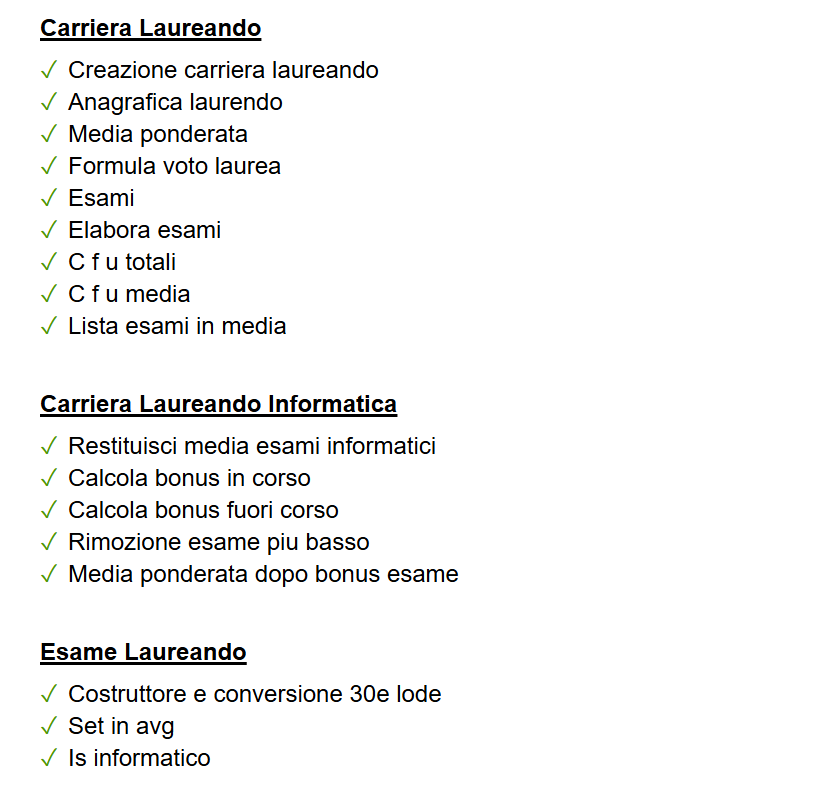 Carriera Laureando
✓ Creazione carriera laureando
✓ Anagrafica laurendo
✓ Media ponderata
✓ Formula voto laurea
✓ Esami
✓ Elabora esami
✓ C f u totali
✓ C f u media
✓ Lista esami in media
Carriera Laureando Informatica
✓ Restituisci media esami informatici
✓ Calcola bonus in corso
✓ Calcola bonus fuori corso
✓ Rimozione esame piu basso
✓ Media ponderata dopo bonus esame
Esame Laureando
✓ Costruttore e conversione 30e lode
✓ Set in avg
✓ Is informatico